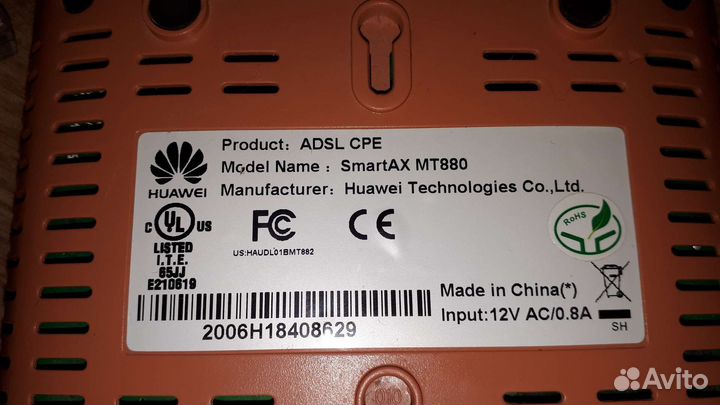 Product: ADSL CPE
Model Name : SmartAX MT880
Manufacturer: Huawei Technologies Co.,Ltd.
HUAWEI
C UL US
LISTED
I.T.E.
65JJ
E210619
FC
CE
US:HAUDL01BMT882
RoHS
Made in China(*)
Input:12V AC/0.8A
SH
2006H18408629
Avito